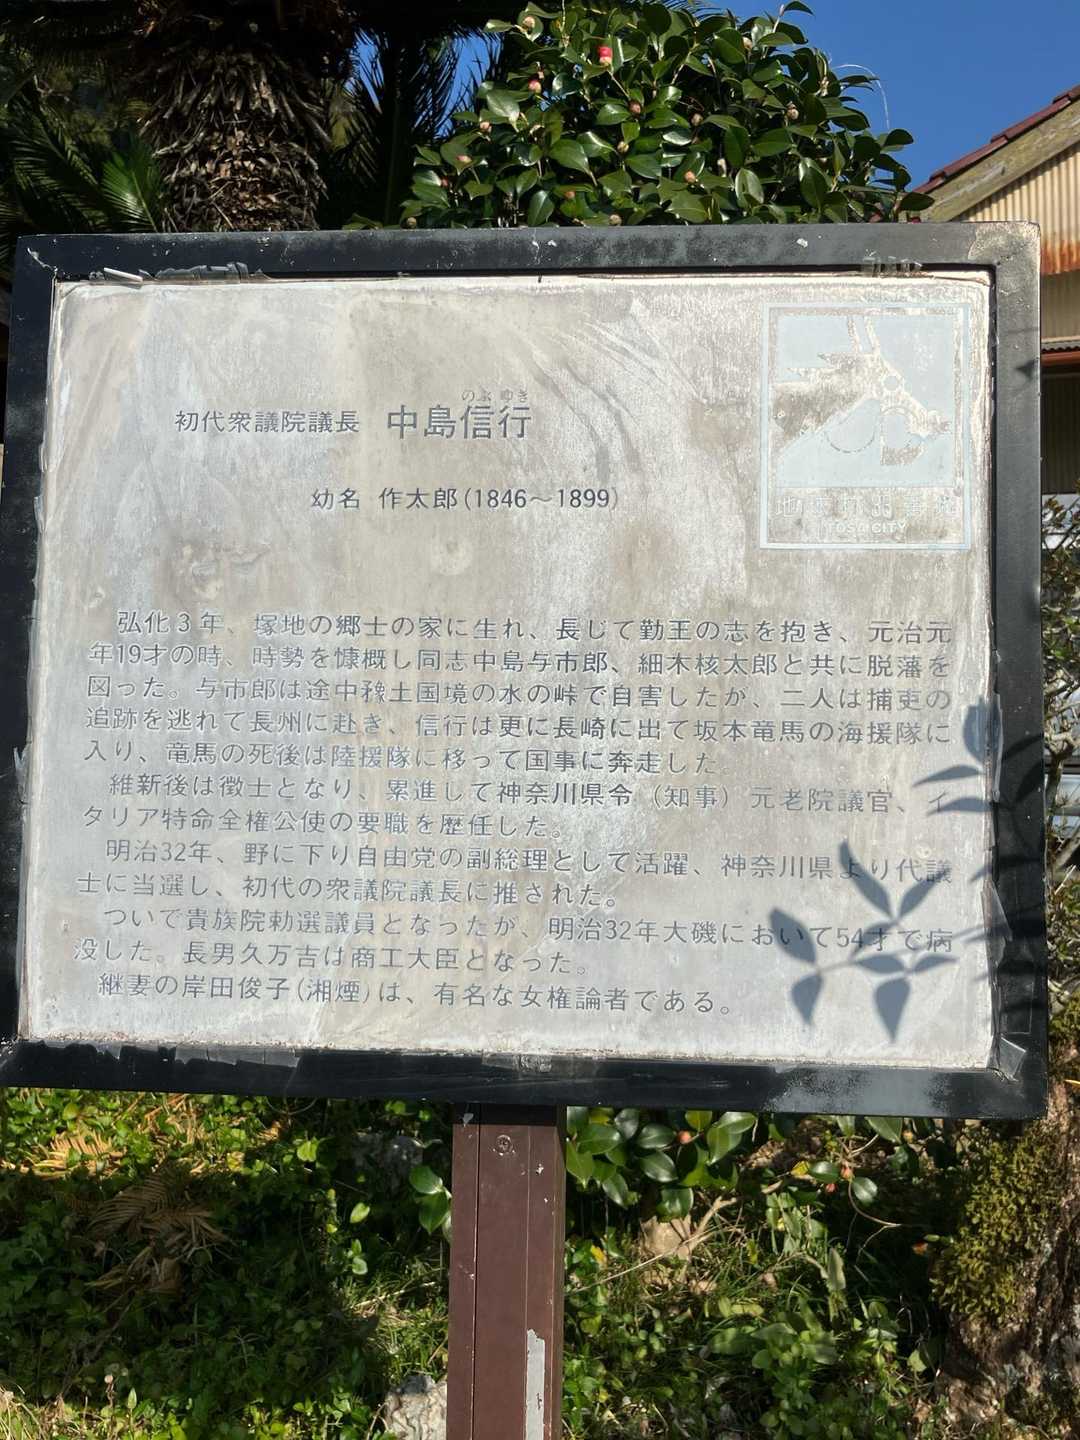 初代衆議院議長 中島信行
のぶ ゆき
幼名 作太郎(1846～1899)
TOSA CITY
弘化3年、塚地の郷士の家に生れ、長じて勤王の志を抱き、元治元
年19才の時、時勢を慷概し同志中島与市郎、細木核太郎と共に脱藩を
図った。与市郎は途中豫土国境の水の峠で自害したが、二人は捕吏の
追跡を逃れて長州に赴き、信行は更に長崎に出て坂本竜馬の海援隊に
入り、竜馬の死後は陸援隊に移って国事に奔走した。
維新後は徴士となり、累進して神奈川県令（知事）元老院議官、イ
タリア特命全権公使の要職を歴任した。
明治32年、野に下り自由党の副総理として活躍、神奈川県より代議
士に当選し、初代の衆議院議長に推された。
ついで貴族院勅選議員となったが、明治32年大磯において54才で病
没した。長男久万吉は商工大臣となった。
継妻の岸田俊子(湘煙)は、有名な女権論者である。